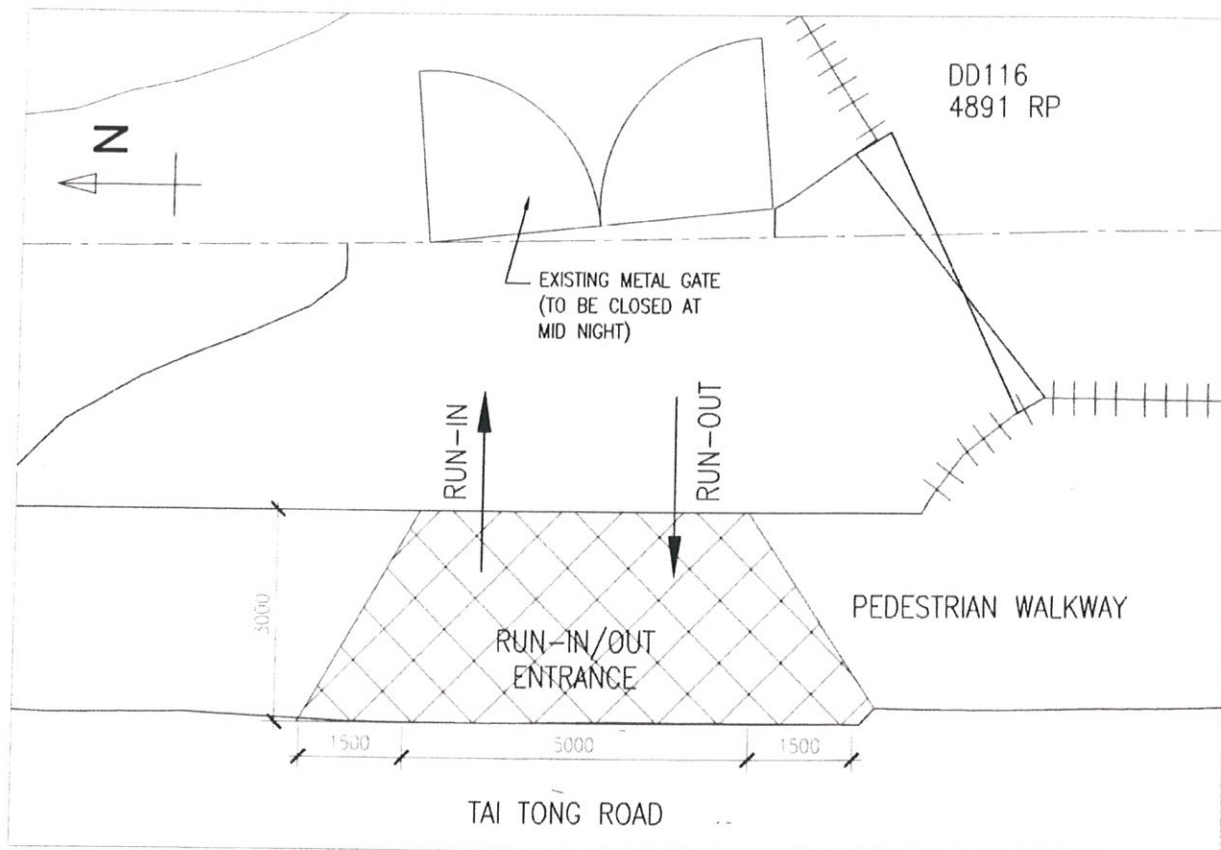 DD116
4891 RP
N
EXISTING METAL GATE
(TO BE CLOSED AT
MID NIGHT)
RUN-IN
RUN-OUT
3000
PEDESTRIAN WALKWAY
RUN-IN/OUT
ENTRANCE
1500
5000
1500
TAI TONG ROAD